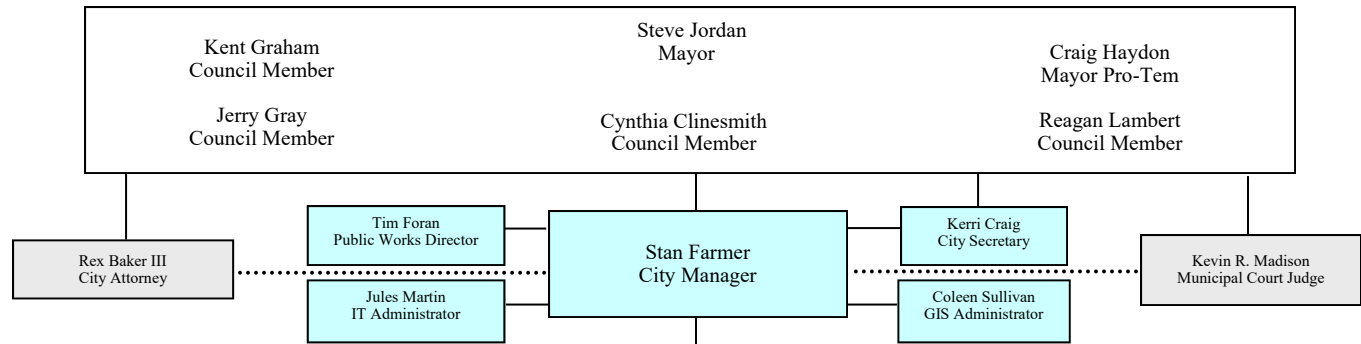 Steve Jordan
Mayor
Kent Graham
Council Member
Craig Haydon
Mayor Pro-Tem
Jerry Gray
Council Member
Cynthia Clinesmith
Council Member
Reagan Lambert
Council Member
Tim Foran
Public Works Director
Kerri Craig
City Secretary
Rex Baker III
City Attorney
Stan Farmer
City Manager
Kevin R. Madison
Municipal Court Judge
Jules Martin
IT Administrator
Coleen Sullivan
GIS Administrator